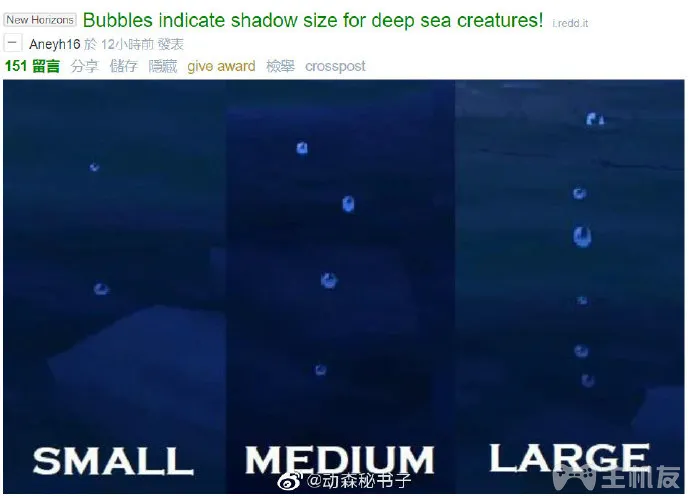 New Horizons Bubbles indicate shadow size for deep sea creatures! i.redd.it
Aneyh16 於 12小時前 發表
151 留言 分享 儲存 隱藏 give award 檢舉 crosspost
SMALL MEDIUM LARGE
@动森秘书子 主机友